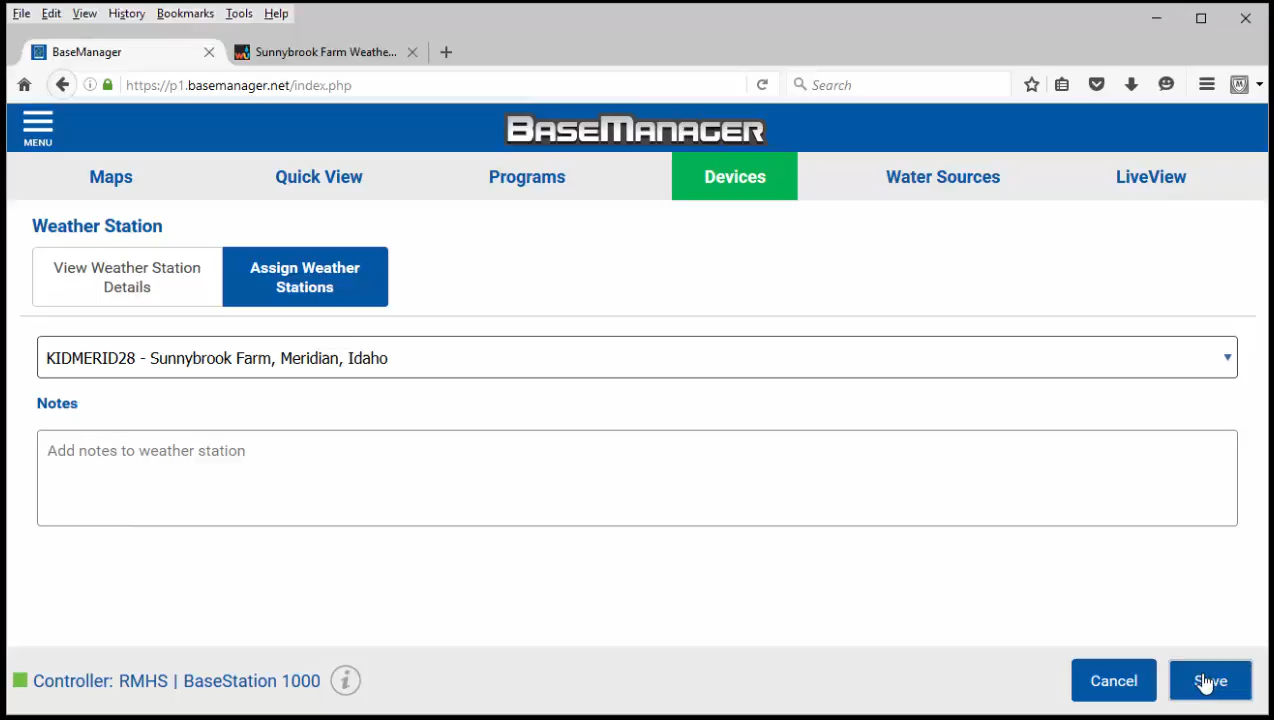 File Edit View History Bookmarks Tools Help
BaseManager
Sunnybrook Farm Weathe...
https://p1.basemanager.net/index.php
Search
MENU
BASEMANAGER
Maps
Quick View
Programs
Devices
Water Sources
LiveView
Weather Station
View Weather Station
Details
Assign Weather
Stations
KIDMERID28 - Sunnybrook Farm, Meridian, Idaho
Notes
Add notes to weather station
Controller: RMHS | BaseStation 1000
Cancel
Save